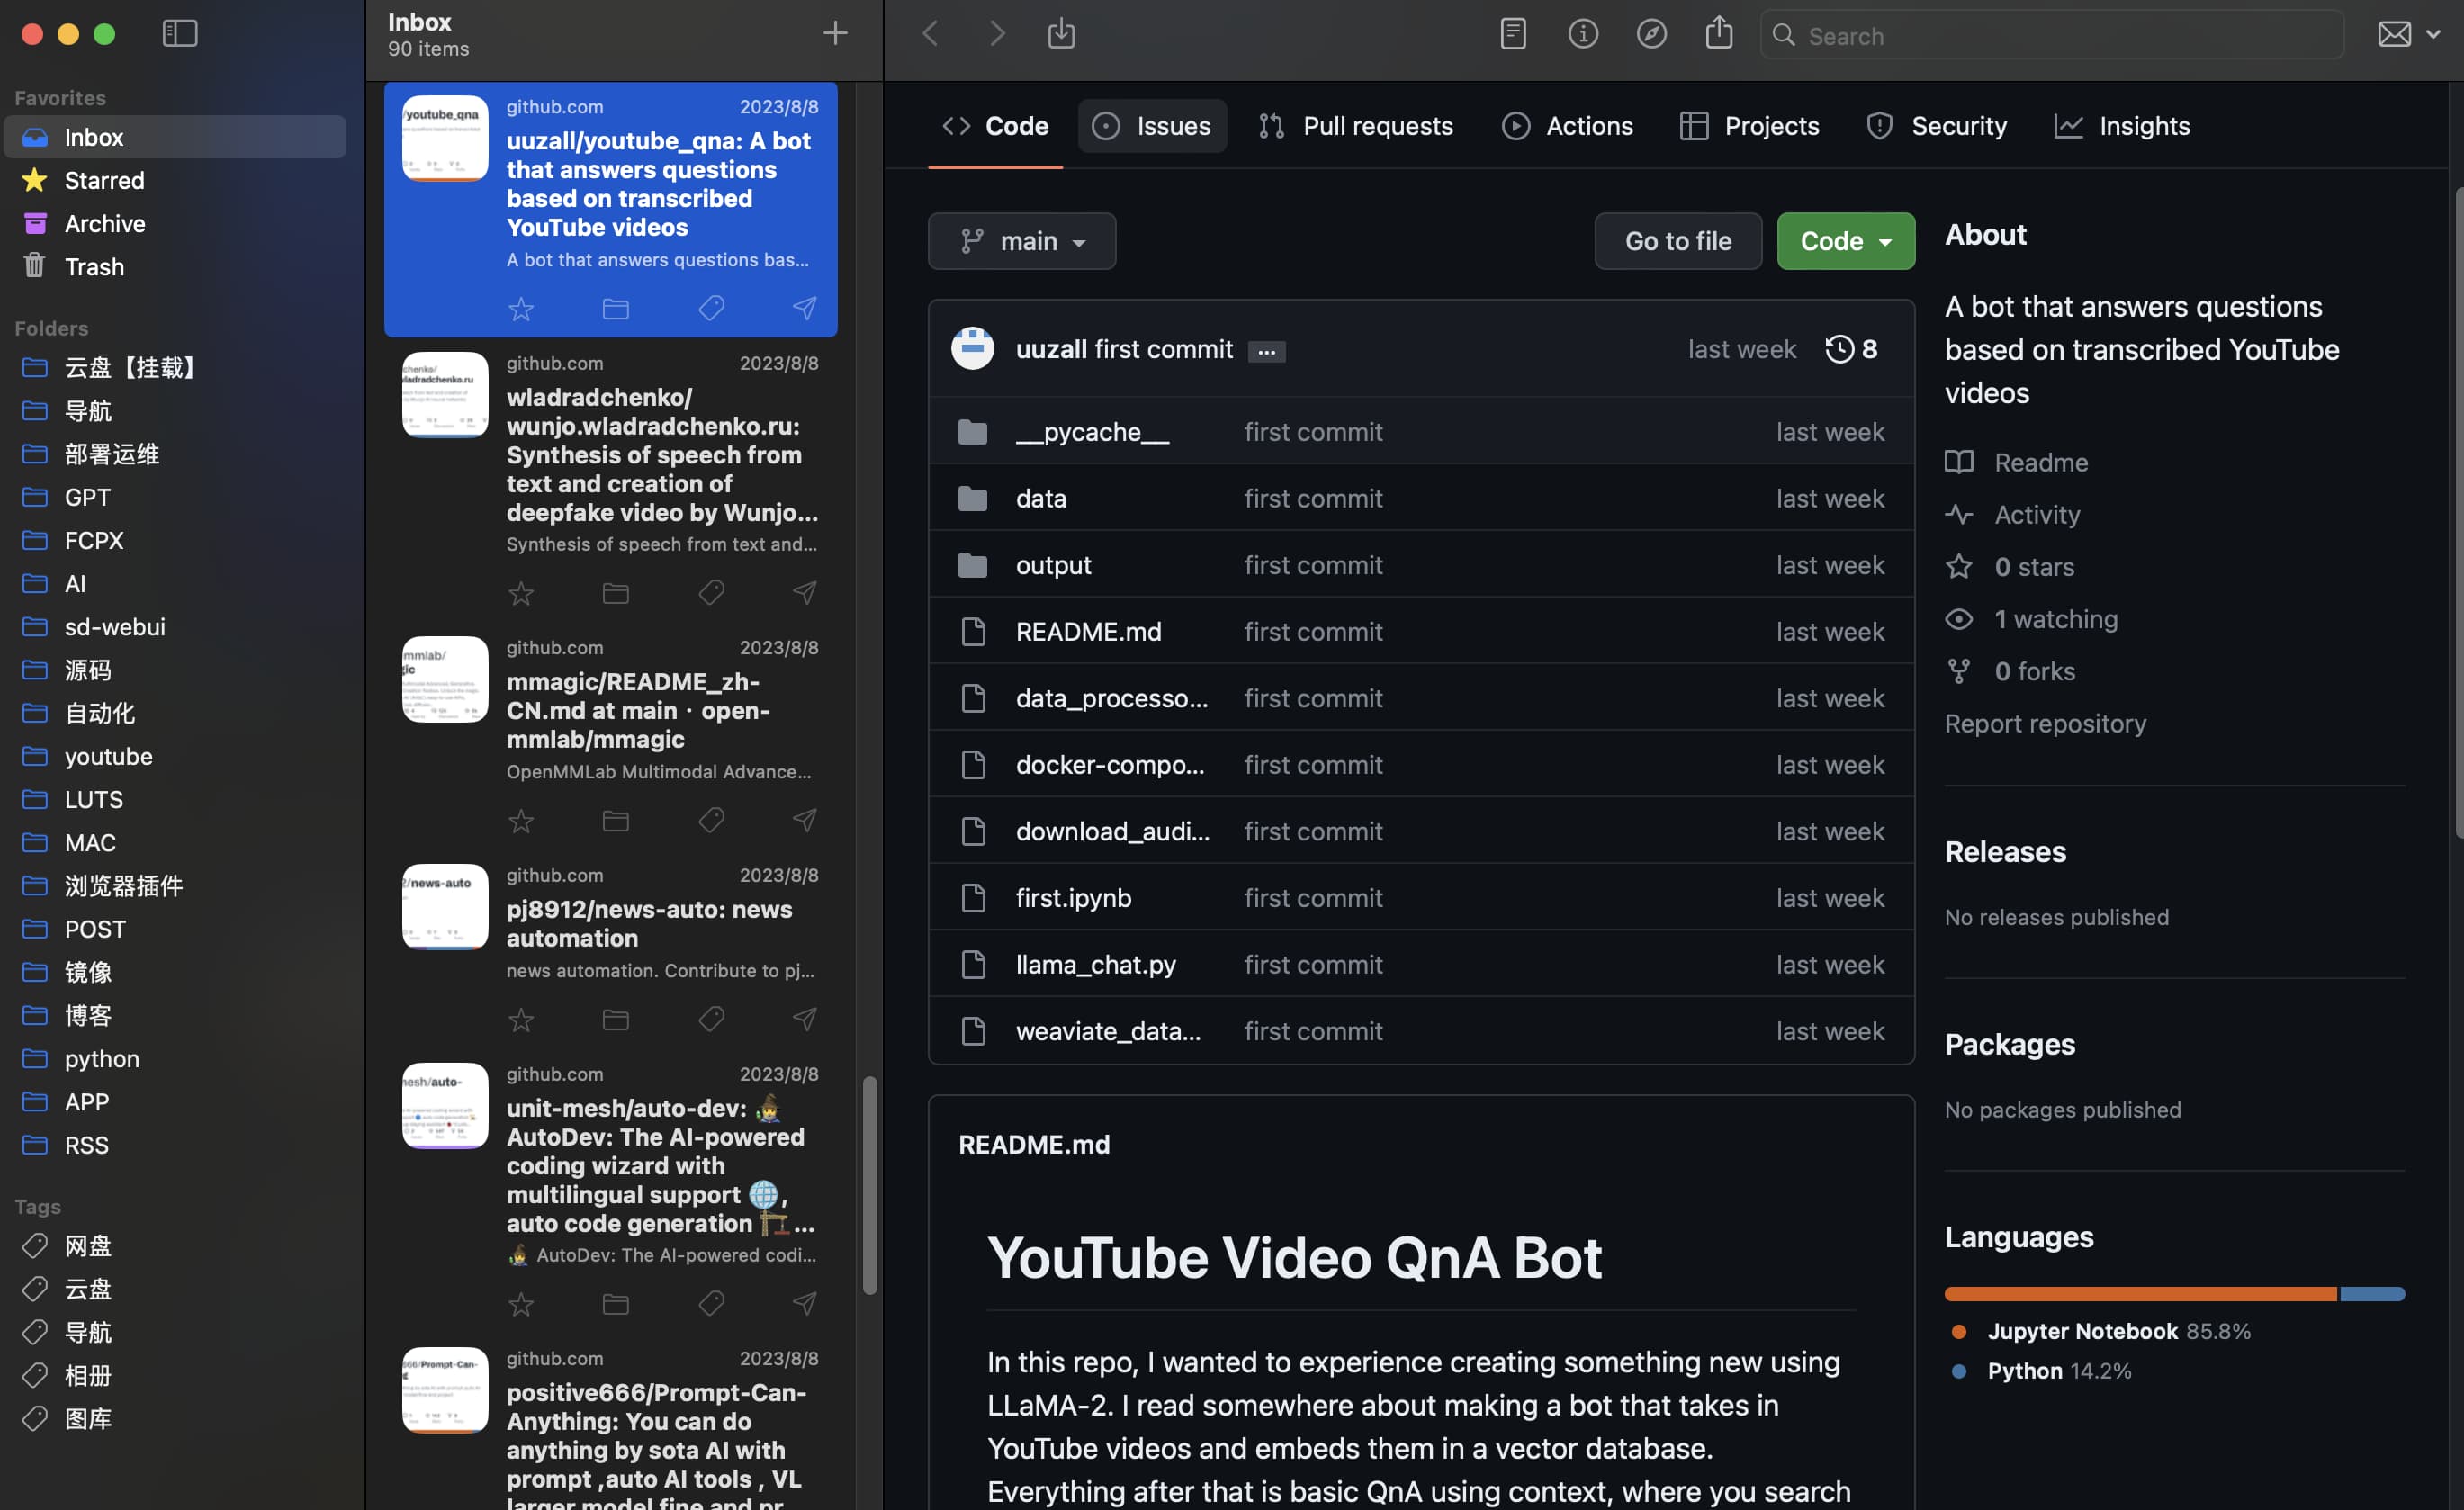 Favorites
Inbox
Starred
Archive
Trash
Folders
云盘【挂载】
导航
部署运维
GPT
FCPX
AI
sd-webui
源码
自动化
youtube
LUTS
MAC
浏览器插件
POST
镜像
博客
python
APP
RSS
Tags
网盘
云盘
导航
相册
图库
Inbox
90 items
/youtube_qna
github.com 2023/8/8
uuzall/youtube_qna: A bot
that answers questions
based on transcribed
YouTube videos
A bot that answers questions bas...
chenko/
wladradchenko.ru
github.com 2023/8/8
wladradchenko/
wunjo.wladradchenko.ru:
Synthesis of speech from
text and creation of
deepfake video by Wunjo...
Synthesis of speech from text and...
mmlab/
gic
github.com 2023/8/8
mmagic/README_zh-
CN.md at main · open-
mmlab/mmagic
OpenMMLab Multimodal Advance...
2/news-auto
github.com 2023/8/8
pj8912/news-auto: news
automation
news automation. Contribute to pj...
nesh/auto-
github.com 2023/8/8
unit-mesh/auto-dev: 🧙
AutoDev: The AI-powered
coding wizard with
multilingual support 🌐,
auto code generation 🏗️...
🧙 AutoDev: The AI-powered codi...
666/Prompt-Can-
github.com 2023/8/8
positive666/Prompt-Can-
Anything: You can do
anything by sota AI with
prompt ,auto AI tools , VL
larger model fine and pr
Search
Code
Issues
Pull requests
Actions
Projects
Security
Insights
main
Go to file
Code
uuzall first commit ... last week 8
__pycache__ first commit last week
data first commit last week
output first commit last week
README.md first commit last week
data_processo... first commit last week
docker-compo... first commit last week
download_audi... first commit last week
first.ipynb first commit last week
llama_chat.py first commit last week
weaviate_data... first commit last week
README.md
YouTube Video QnA Bot
In this repo, I wanted to experience creating something new using
LLaMA-2. I read somewhere about making a bot that takes in
YouTube videos and embeds them in a vector database.
Everything after that is basic QnA using context, where you search
About
A bot that answers questions
based on transcribed YouTube
videos
Readme
Activity
0 stars
1 watching
0 forks
Report repository
Releases
No releases published
Packages
No packages published
Languages
Jupyter Notebook 85.8%
Python 14.2%